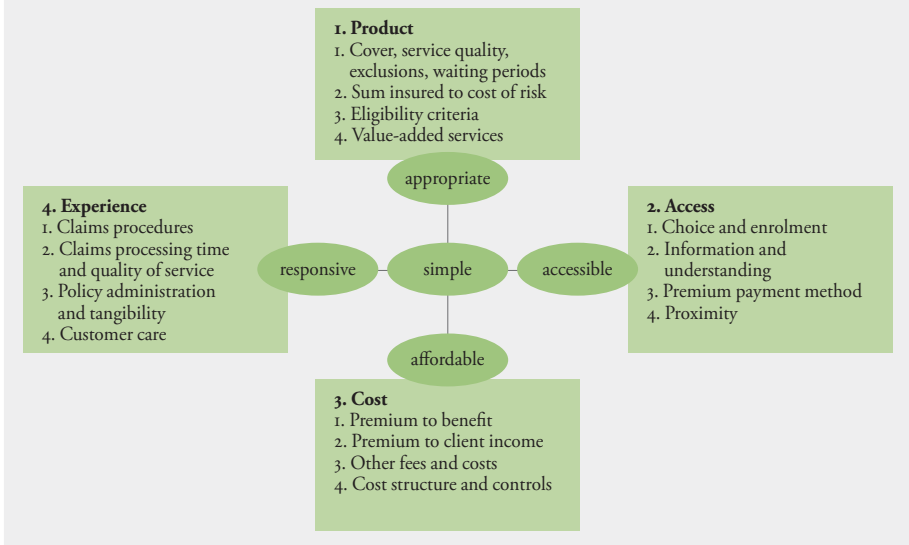 1. Product
1. Cover, service quality,
exclusions, waiting periods
2. Sum insured to cost of risk
3. Eligibility criteria
4. Value-added services
appropriate
4. Experience
1. Claims procedures
2. Claims processing time
and quality of service
3. Policy administration
and tangibility
4. Customer care
responsive
simple
accessible
2. Access
1. Choice and enrolment
2. Information and
understanding
3. Premium payment method
4. Proximity
affordable
3. Cost
1. Premium to benefit
2. Premium to client income
3. Other fees and costs
4. Cost structure and controls